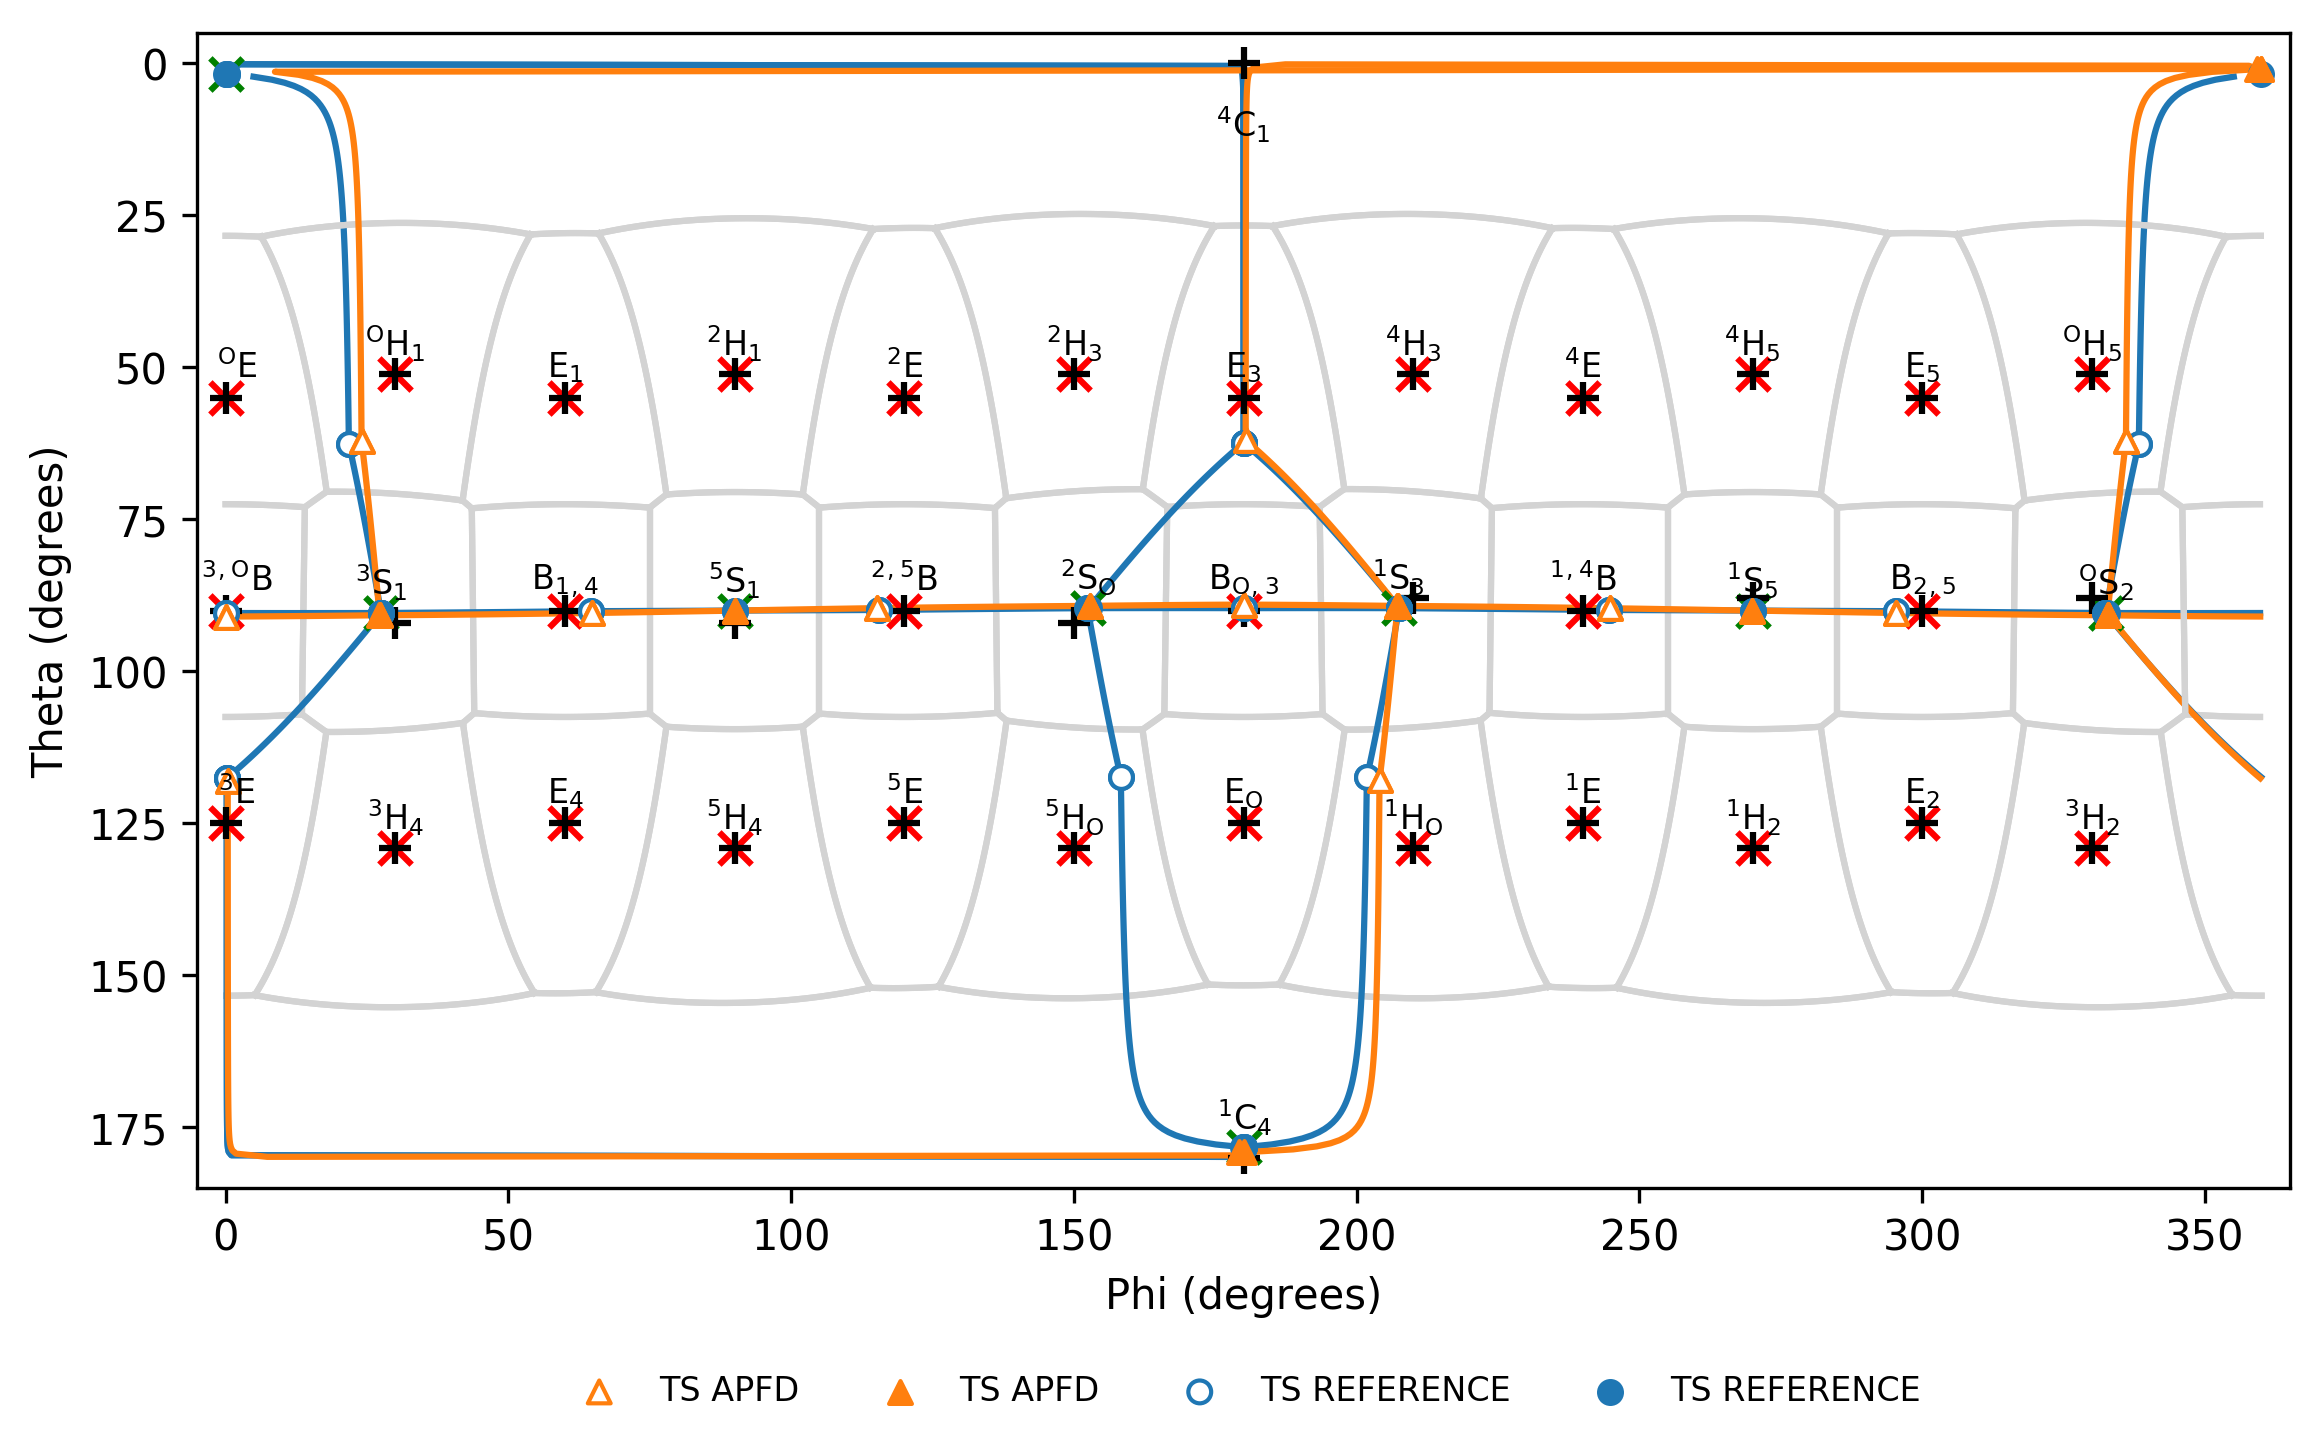 0
⁴C₁
25
ᴼH₁ ²H₁ ²H₃ ⁴H₃ ⁴H₅ ᴼH₅
50
ᴼE E₁ ²E E₃ ⁴E E₅
75
³,ᴼB ³S₁ B₁,₄ ⁵S₁ ²,⁵B ²Sₒ Bₒ,₃ ¹S₃ ¹,⁴B ¹S₅ B₂,₅ ᴼS₂
100
³E E₄ ⁵E Eₒ ¹E E₂
125
³H₄ ⁵H₄ ⁵Hₒ ¹Hₒ ¹H₂ ³H₂
150
¹C₄
175
Theta (degrees)
0 50 100 150 200 250 300 350
Phi (degrees)
TS APFD TS APFD TS REFERENCE TS REFERENCE